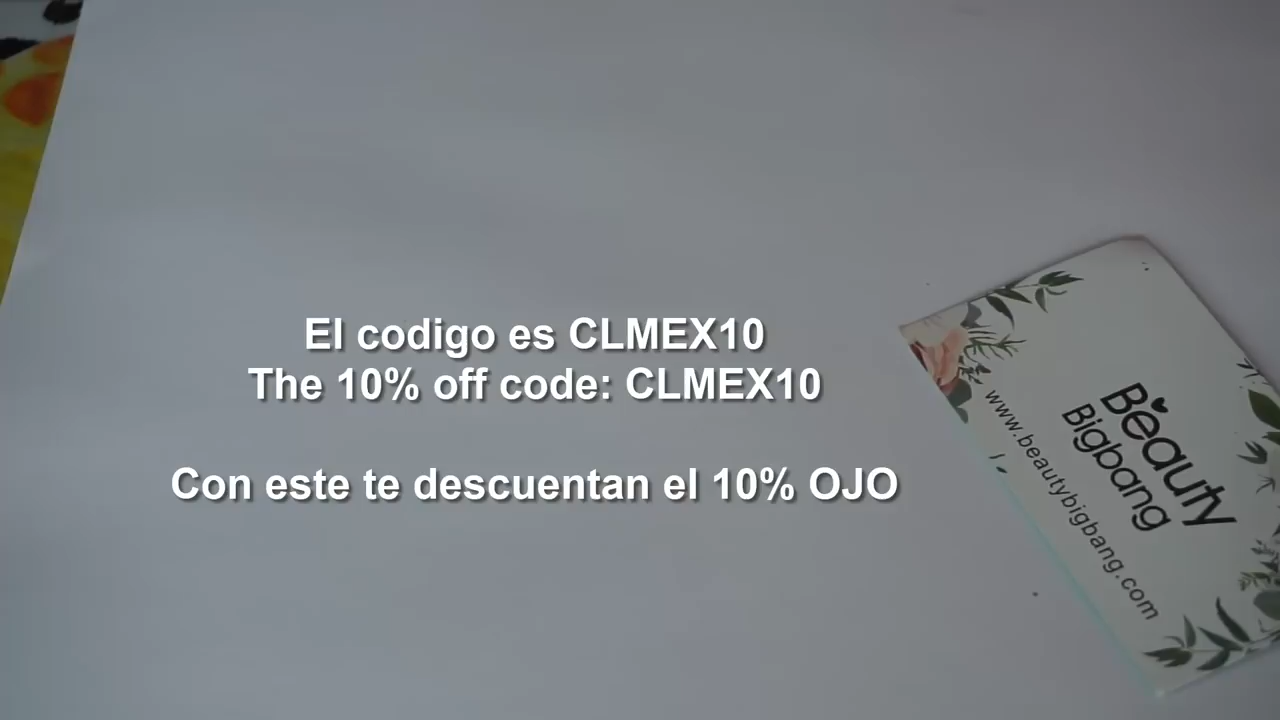 El codigo es CLMEX10
The 10% off code: CLMEX10
Con este te descuentan el 10% OJO
Beauty
Bigbang
www.beautybigbang.com